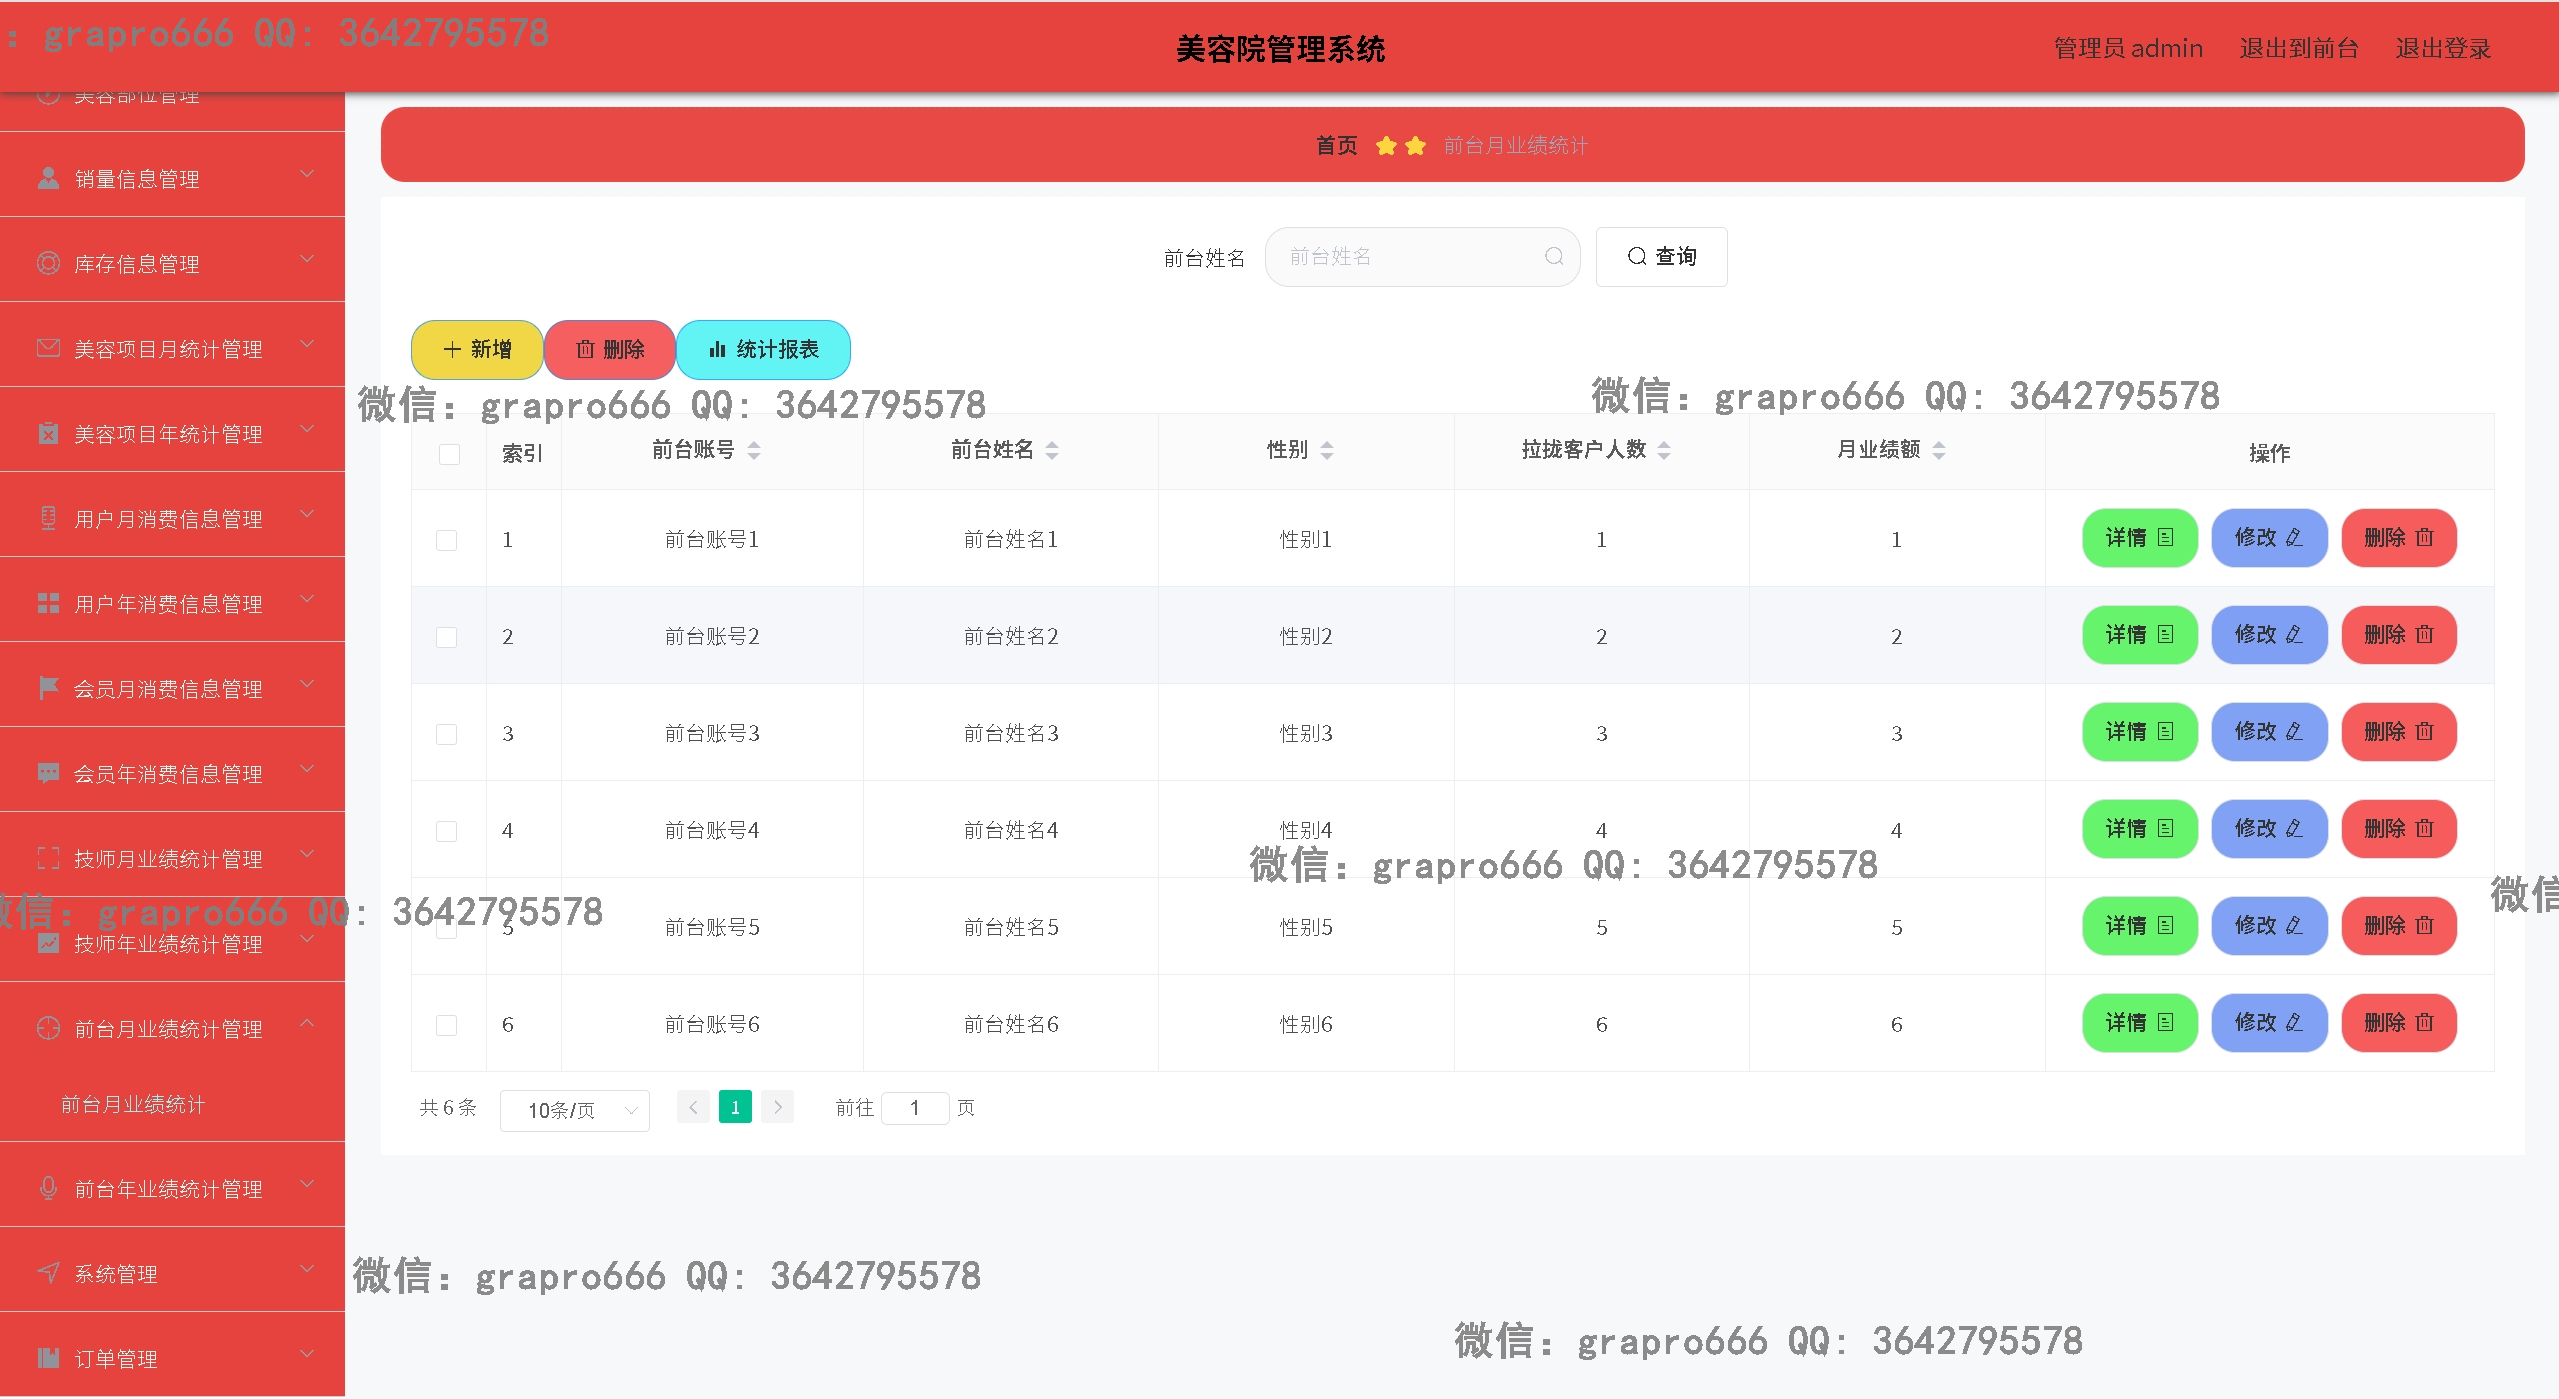 ：grapro666 QQ: 3642795578
美容院管理系统
管理员 admin 退出到前台 退出登录
美容部位管理
销量信息管理
库存信息管理
美容项目月统计管理
美容项目年统计管理
用户月消费信息管理
用户年消费信息管理
会员月消费信息管理
会员年消费信息管理
技师月业绩统计管理
技师年业绩统计管理
前台月业绩统计管理
前台月业绩统计
前台年业绩统计管理
系统管理
订单管理
首页 前台月业绩统计
前台姓名 前台姓名 查询
新增 删除 统计报表
微信：grapro666 QQ: 3642795578
微信：grapro666 QQ: 3642795578
索引 前台账号 前台姓名 性别 拉拢客户人数 月业绩额 操作
1 前台账号1 前台姓名1 性别1 1 1 详情 修改 删除
2 前台账号2 前台姓名2 性别2 2 2 详情 修改 删除
3 前台账号3 前台姓名3 性别3 3 3 详情 修改 删除
4 前台账号4 前台姓名4 性别4 4 4 详情 修改 删除
微信：grapro666 QQ: 3642795578
微信：grapro666 QQ: 3642795578
微信
5 前台账号5 前台姓名5 性别5 5 5 详情 修改 删除
6 前台账号6 前台姓名6 性别6 6 6 详情 修改 删除
共 6 条 10条/页 1 前往 1 页
微信：grapro666 QQ: 3642795578
微信：grapro666 QQ: 3642795578